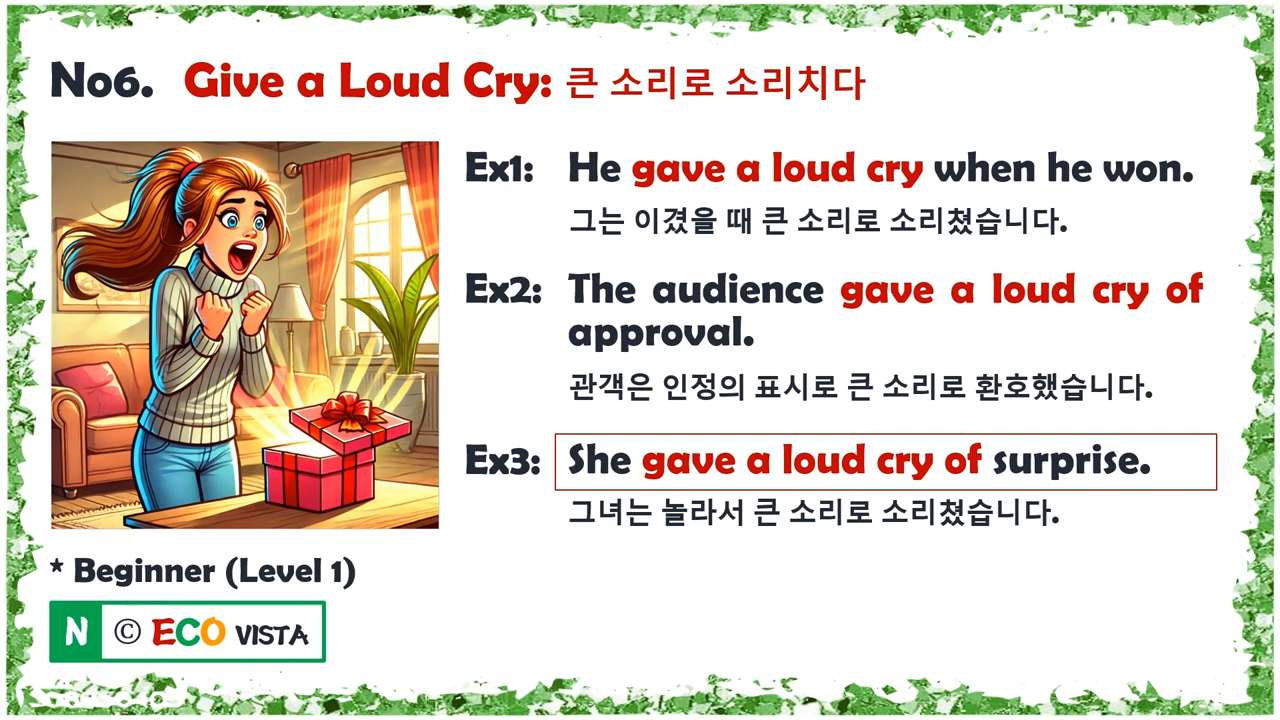 No6. Give a Loud Cry: 큰 소리로 소리치다
Ex1: He gave a loud cry when he won.
그는 이겼을 때 큰 소리로 소리쳤습니다.
Ex2: The audience gave a loud cry of
approval.
관객은 인정의 표시로 큰 소리로 환호했습니다.
Ex3: She gave a loud cry of surprise.
그녀는 놀라서 큰 소리로 소리쳤습니다.
* Beginner (Level 1)
N © ECO VISTA